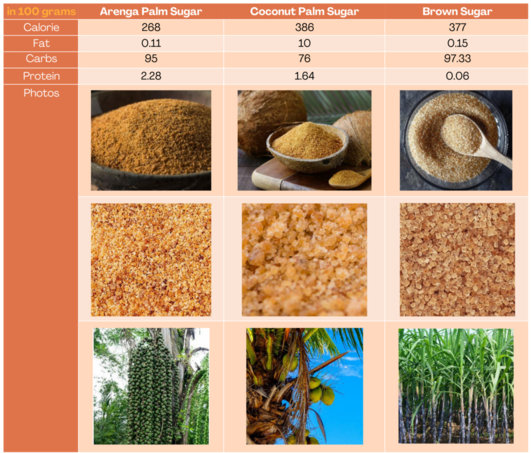 in 100 grams Arenga Palm Sugar Coconut Palm Sugar Brown Sugar
Calorie 268 386 377
Fat 0.11 10 0.15
Carbs 95 76 97.33
Protein 2.28 1.64 0.06
Photos